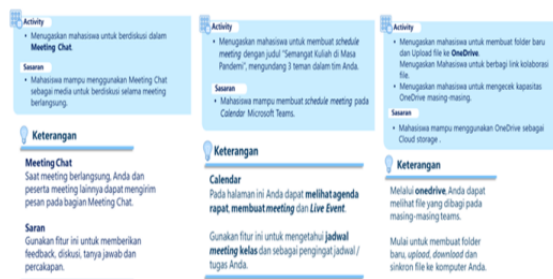 Activity
• Menugaskan mahasiswa untuk berdiskusi dalam
Meeting Chat.
Sasaran
• Mahasiswa mampu menggunakan Meeting Chat
sebagai media untuk berdiskusi selama meeting
berlangsung.
Keterangan
Meeting Chat
Saat meeting berlangsung, Anda dan
peserta meeting lainnya dapat mengirim
pesan pada bagian Meeting Chat.
Saran
Gunakan fitur ini untuk memberikan
feedback, diskusi, tanya jawab dan
percakapan.
Activity
• Menugaskan mahasiswa untuk membuat schedule
meeting dengan judul "Semangat Kuliah di Masa
Pandemi", mengundang 3 teman dalam tim Anda.
Sasaran
• Mahasiswa mampu membuat schedule meeting pada
Calendar Microsoft Teams.
Keterangan
Calendar
Pada halaman ini Anda dapat melihat agenda
rapat, membuat meeting dan Live Event.
Gunakan fitur ini untuk mengetahui jadwal
meeting kelas dan sebagai pengingat jadwal /
tugas Anda.
Activity
• Menugaskan mahasiswa untuk membuat folder baru
dan Upload file ke OneDrive.
Menugaskan Mahasiswa untuk berbagi link kolaborasi
file.
• Menugaskan mahasiswa untuk mengecek kapasitas
OneDrive masing-masing.
Sasaran
• Mahasiswa mampu menggunakan OneDrive sebagai
Cloud storage .
Keterangan
Melalui onedrive, Anda dapat
melihat file yang dibagi pada
masing-masing teams.
Mulai untuk membuat folder
baru, upload, download dan
sinkron file ke komputer Anda.